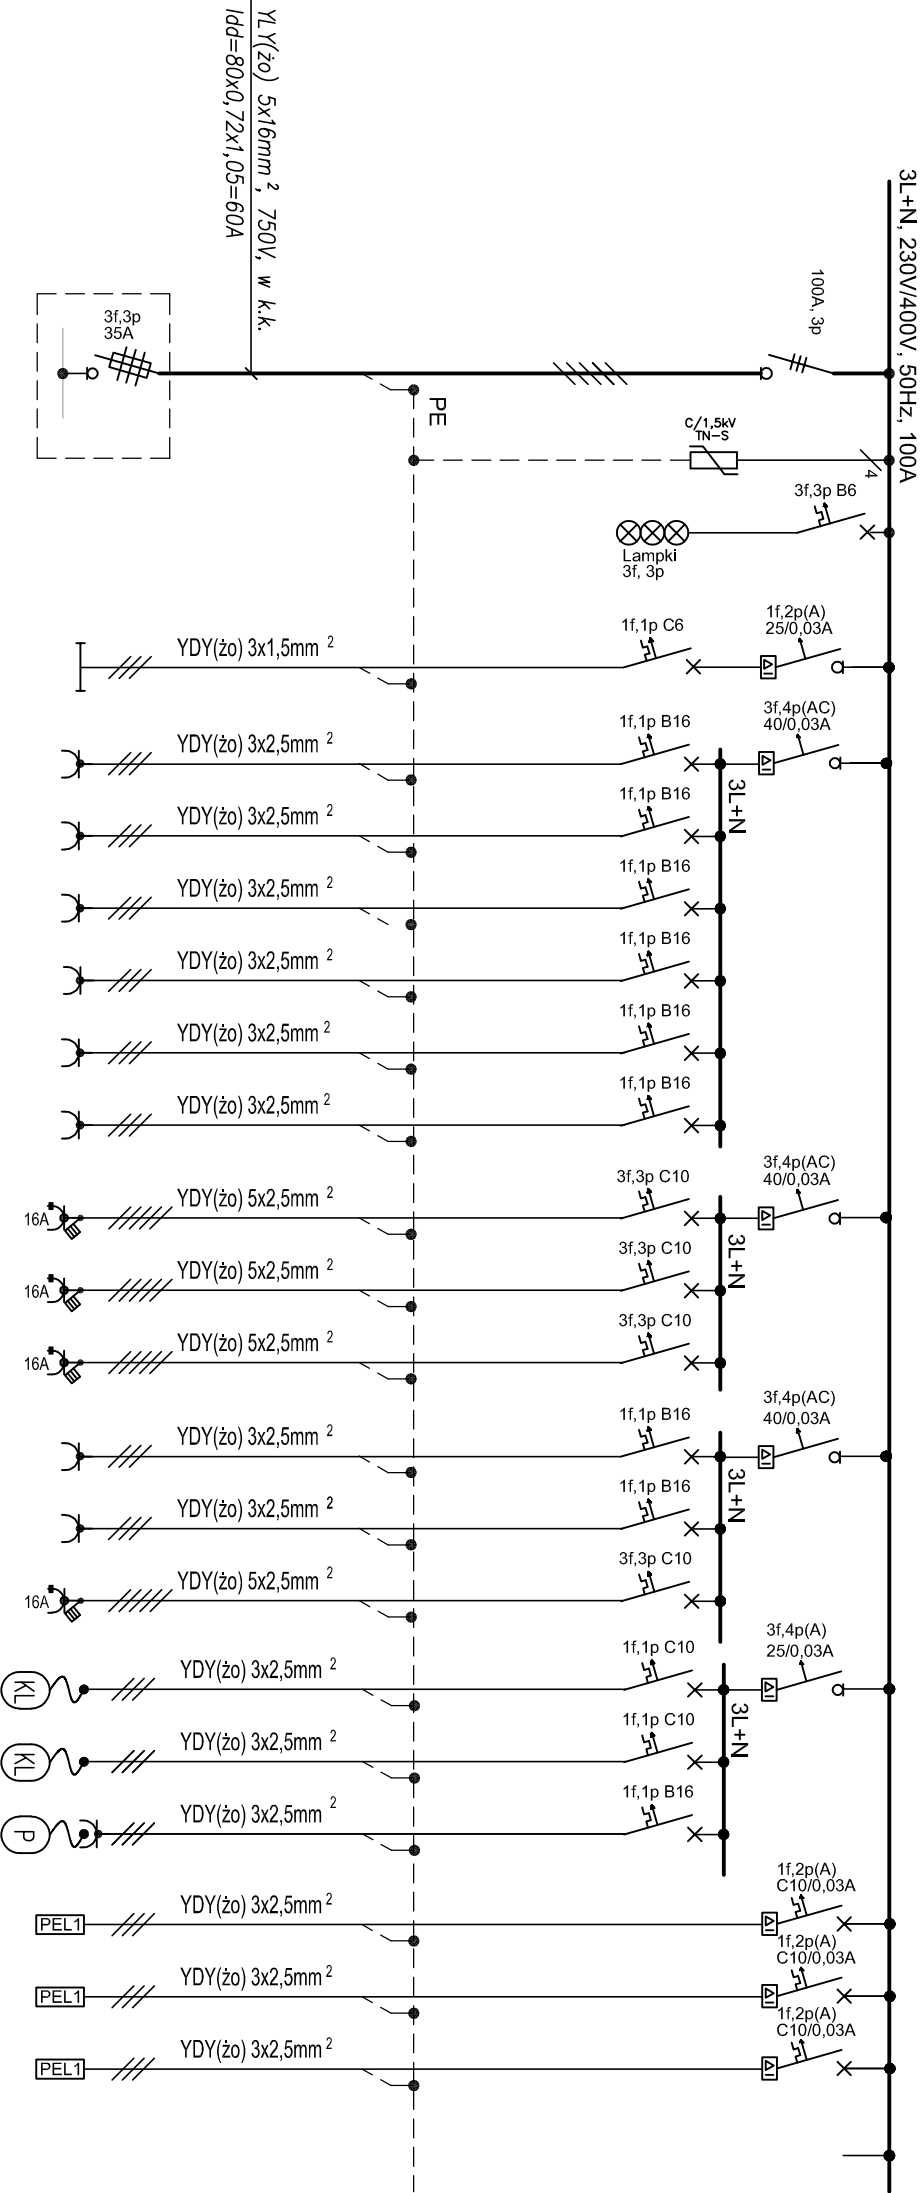 3L+N, 230V/400V, 50Hz, 100A
YLY(żo) 5x16mm², 750V, w k.k.
Idd=80x0,72x1,05=60A
100A, 3p
3f,3p
35A
PE
C/1,5kV
TN-S
4
3f,3p B6
Lampki
3f, 3p
1f,2p(A)
25/0,03A
1f,1p C6
YDY(żo) 3x1,5mm ²
3f,4p(AC)
40/0,03A
3L+N
1f,1p B16
YDY(żo) 3x2,5mm ²
1f,1p B16
YDY(żo) 3x2,5mm ²
1f,1p B16
YDY(żo) 3x2,5mm ²
1f,1p B16
YDY(żo) 3x2,5mm ²
1f,1p B16
YDY(żo) 3x2,5mm ²
1f,1p B16
YDY(żo) 3x2,5mm ²
3f,4p(AC)
40/0,03A
3L+N
3f,3p C10
YDY(żo) 5x2,5mm ²
16A
3f,3p C10
YDY(żo) 5x2,5mm ²
16A
3f,3p C10
YDY(żo) 5x2,5mm ²
16A
3f,4p(AC)
40/0,03A
3L+N
1f,1p B16
YDY(żo) 3x2,5mm ²
1f,1p B16
YDY(żo) 3x2,5mm ²
3f,3p C10
YDY(żo) 5x2,5mm ²
16A
3f,4p(A)
25/0,03A
3L+N
1f,1p C10
YDY(żo) 3x2,5mm ²
KL
1f,1p C10
YDY(żo) 3x2,5mm ²
KL
1f,1p B16
YDY(żo) 3x2,5mm ²
P
1f,2p(A)
C10/0,03A
YDY(żo) 3x2,5mm ²
PEL1
1f,2p(A)
C10/0,03A
YDY(żo) 3x2,5mm ²
PEL1
1f,2p(A)
C10/0,03A
YDY(żo) 3x2,5mm ²
PEL1